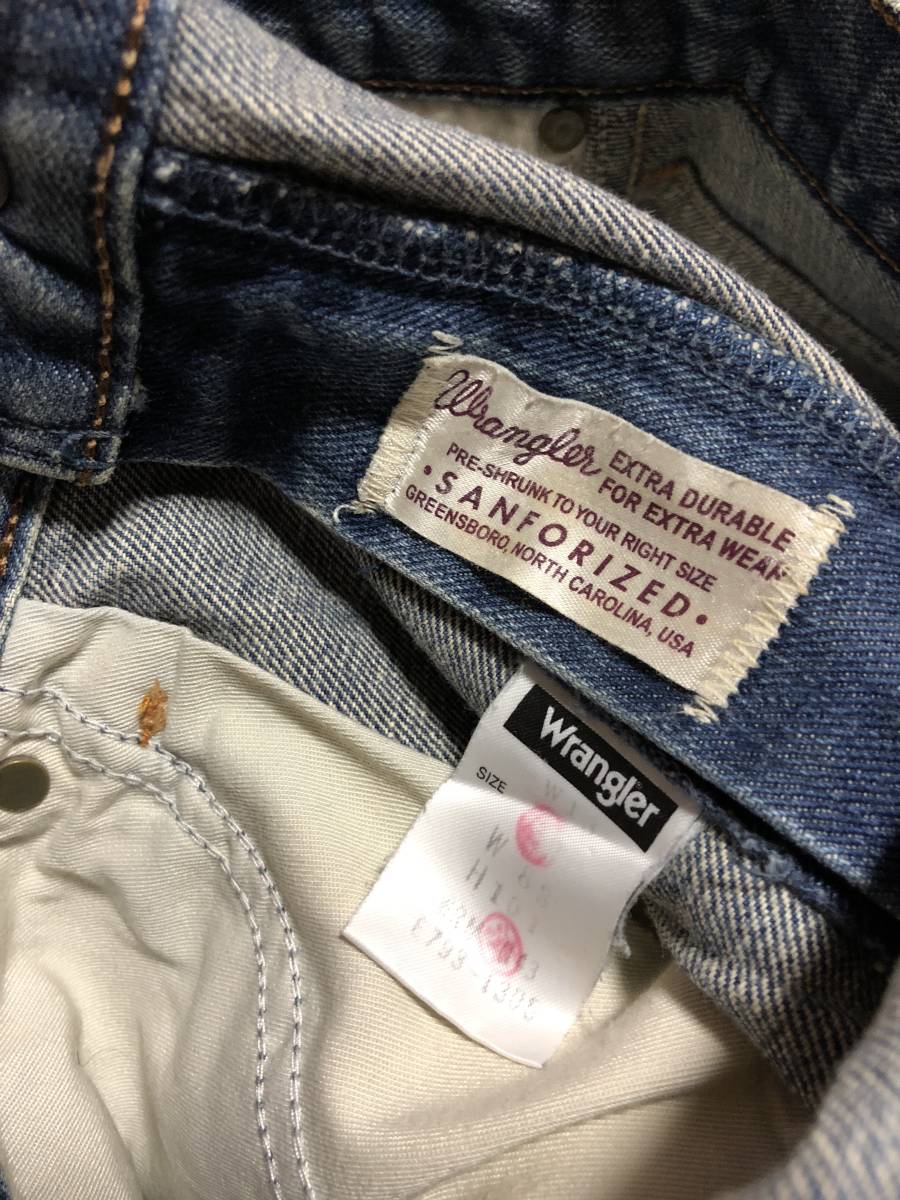 Wrangler
EXTRA DURABLE
FOR EXTRA WEAR
PRE-SHRUNK TO YOUR RIGHT SIZE
• SANFORIZED •
GREENSBORO, NORTH CAROLINA, USA
Wrangler
SIZE
W
H101